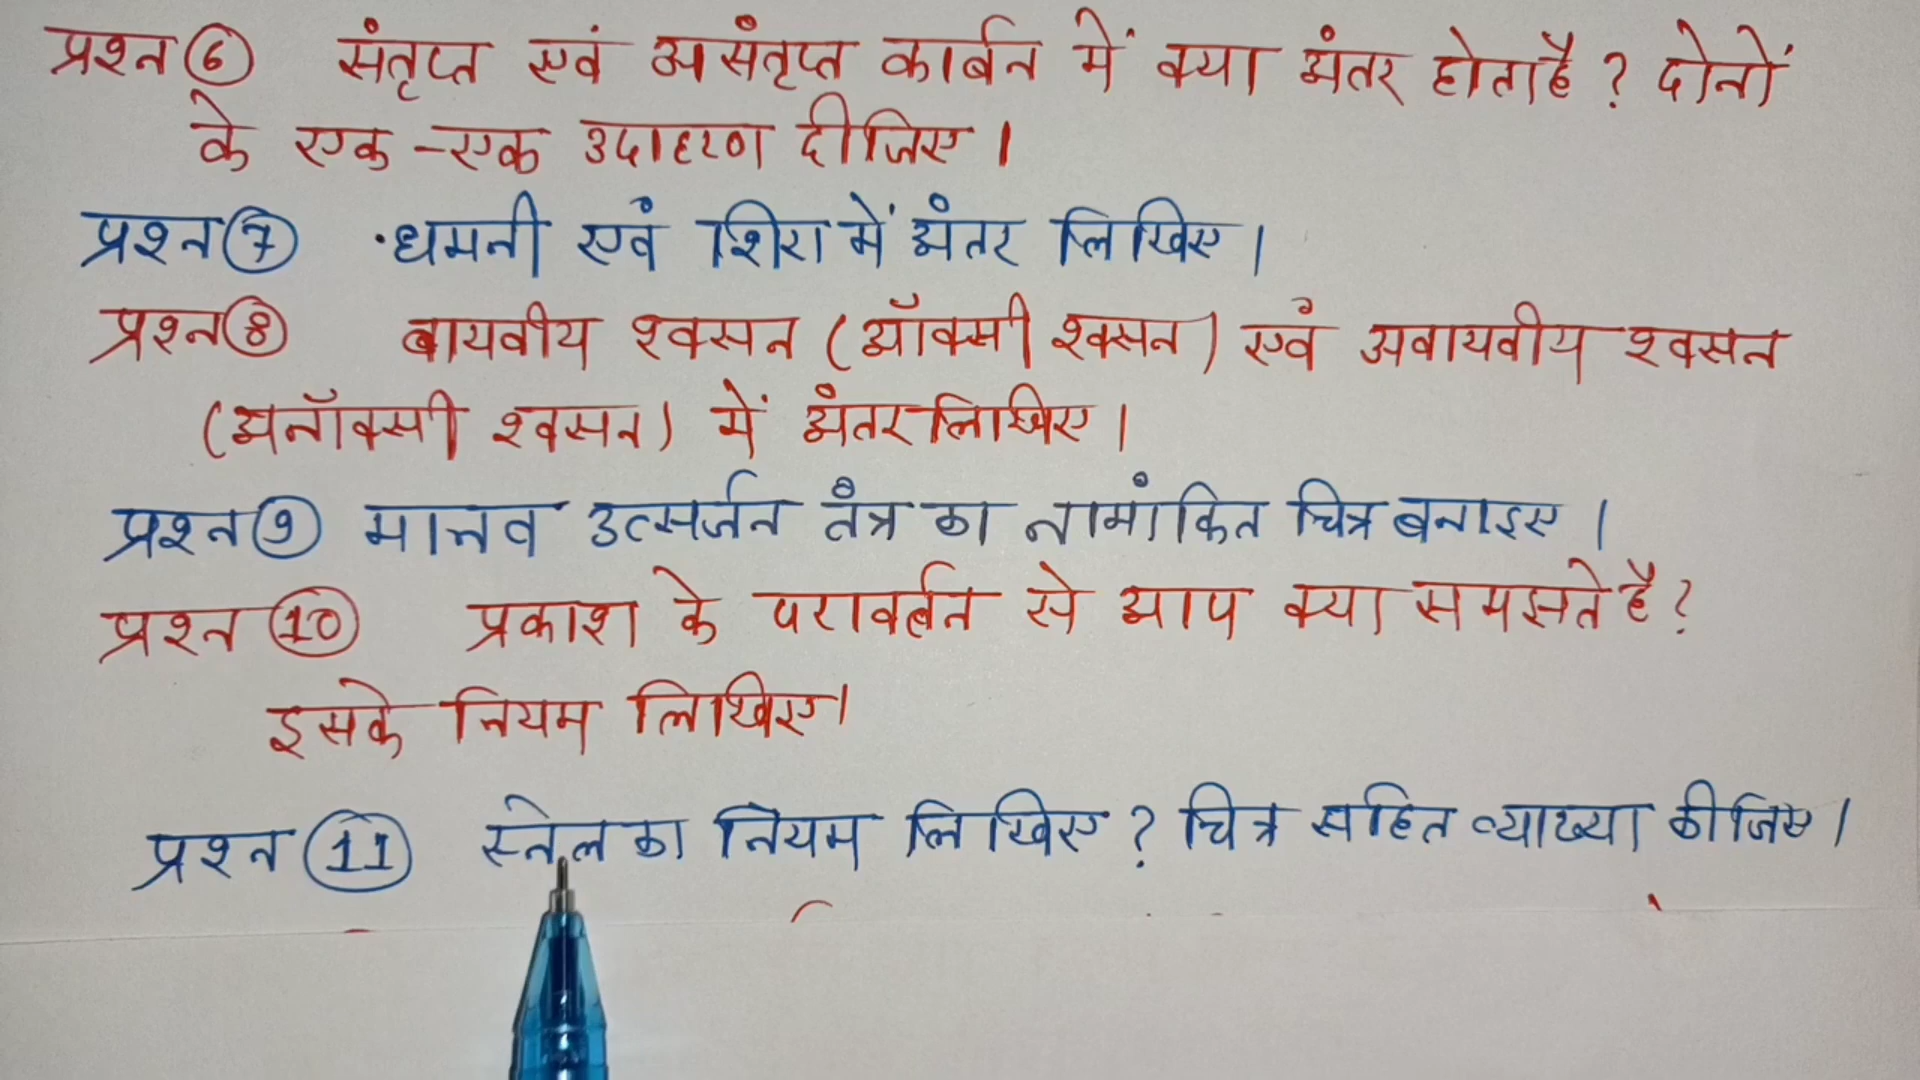 प्रश्न 6 संतृप्त एवं असंतृप्त कार्बन में क्या अंतर होता है ? दोनों
के एक-एक उदाहरण दीजिए ।
प्रश्न 7 धमनी एवं शिरा में अंतर लिखिए ।
प्रश्न 8 वायवीय श्वसन (ऑक्सी श्वसन) एवं अवायवीय श्वसन
(अनॉक्सी श्वसन) में अंतर लिखिए ।
प्रश्न 9 मानव उत्सर्जन तंत्र का नामांकित चित्र बनाइए ।
प्रश्न 10 प्रकाश के परावर्तन से आप क्या समझते है ?
इसके नियम लिखिए ।
प्रश्न 11 स्नेल का नियम लिखिए ? चित्र सहित व्याख्या कीजिए ।